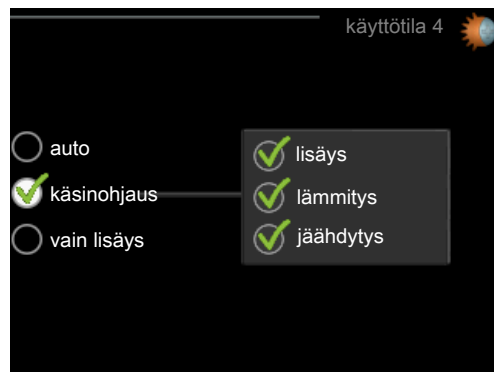 käyttötila 4
auto
käsinohjaus
vain lisäys
lisäys
lämmitys
jäähdytys